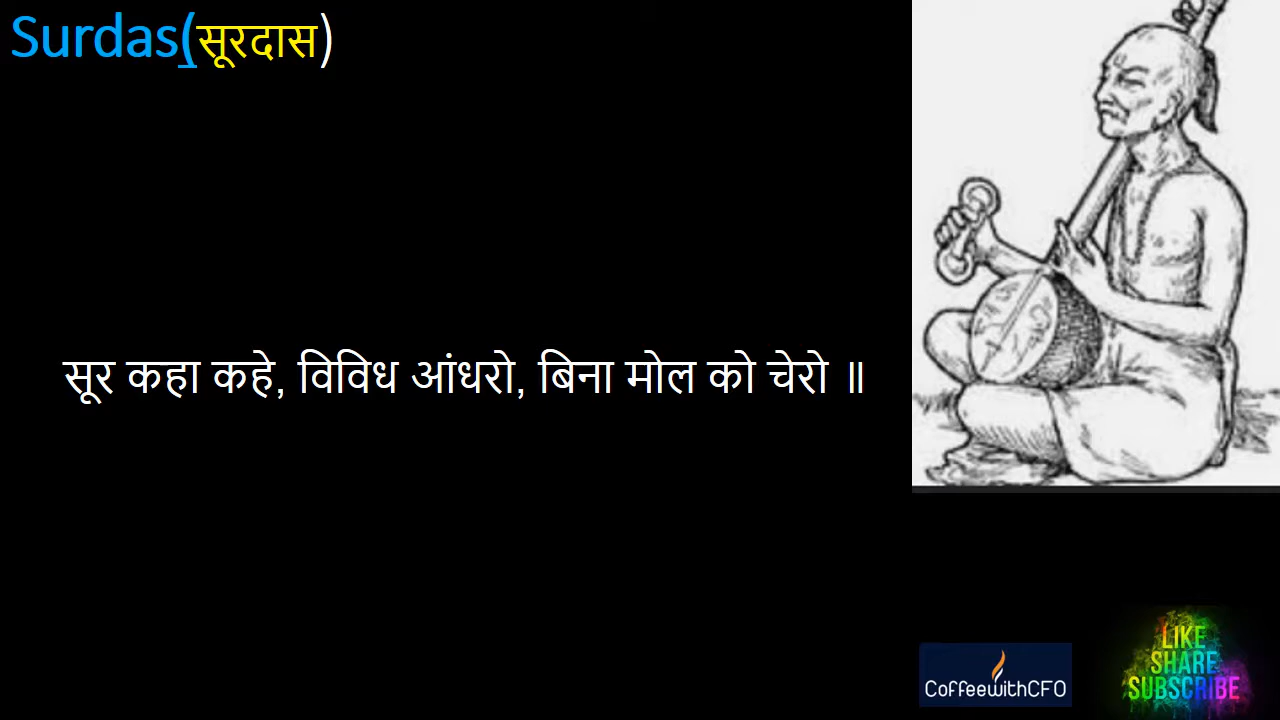 Surdas(सूरदास)
सूर कहा कहे, विविध आंधरो, बिना मोल को चेरो ॥
CoffeewithCFO
LIKE
SHARE
SUBSCRIBE